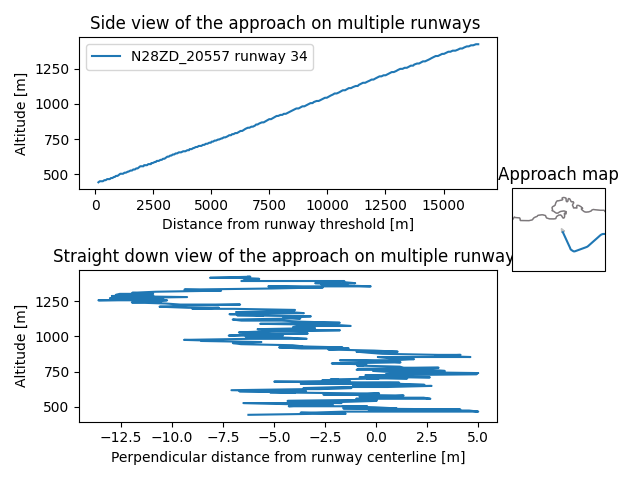 Side view of the approach on multiple runways
N28ZD_20557 runway 34
Altitude [m]
1250
1000
750
500
0
2500
5000
7500
10000
12500
15000
Distance from runway threshold [m]
Approach map
Straight down view of the approach on multiple runway
Altitude [m]
1250
1000
750
500
−12.5
−10.0
−7.5
−5.0
−2.5
0.0
2.5
5.0
Perpendicular distance from runway centerline [m]